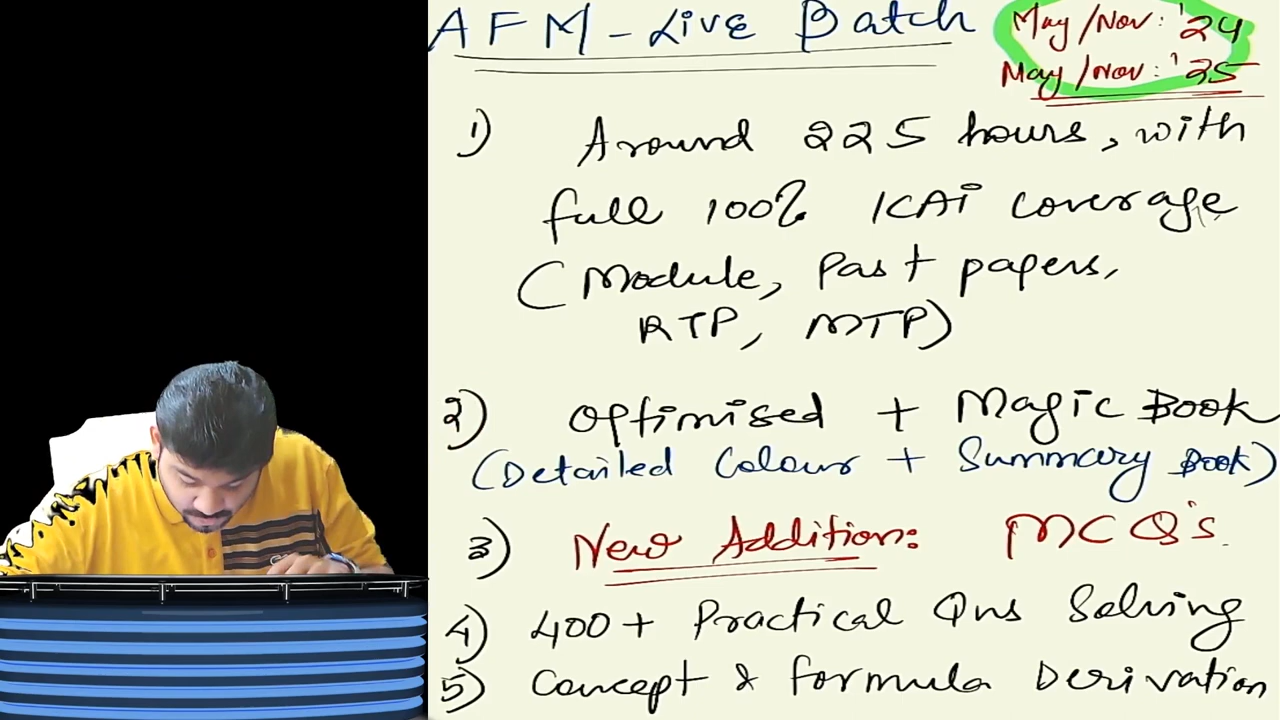 AFM - Live Batch
May/Nov: '24
May/Nov: '25
1) Around 225 hours, with
full 100% ICAI coverage
(Module, Past papers,
RTP, MTP)
2) Optimised + Magic Book
(Detailed Colour + Summary Book)
3) New Addition: MCQ's.
4) 400+ Practical Qns Solving
5) Concept & formula Derivation